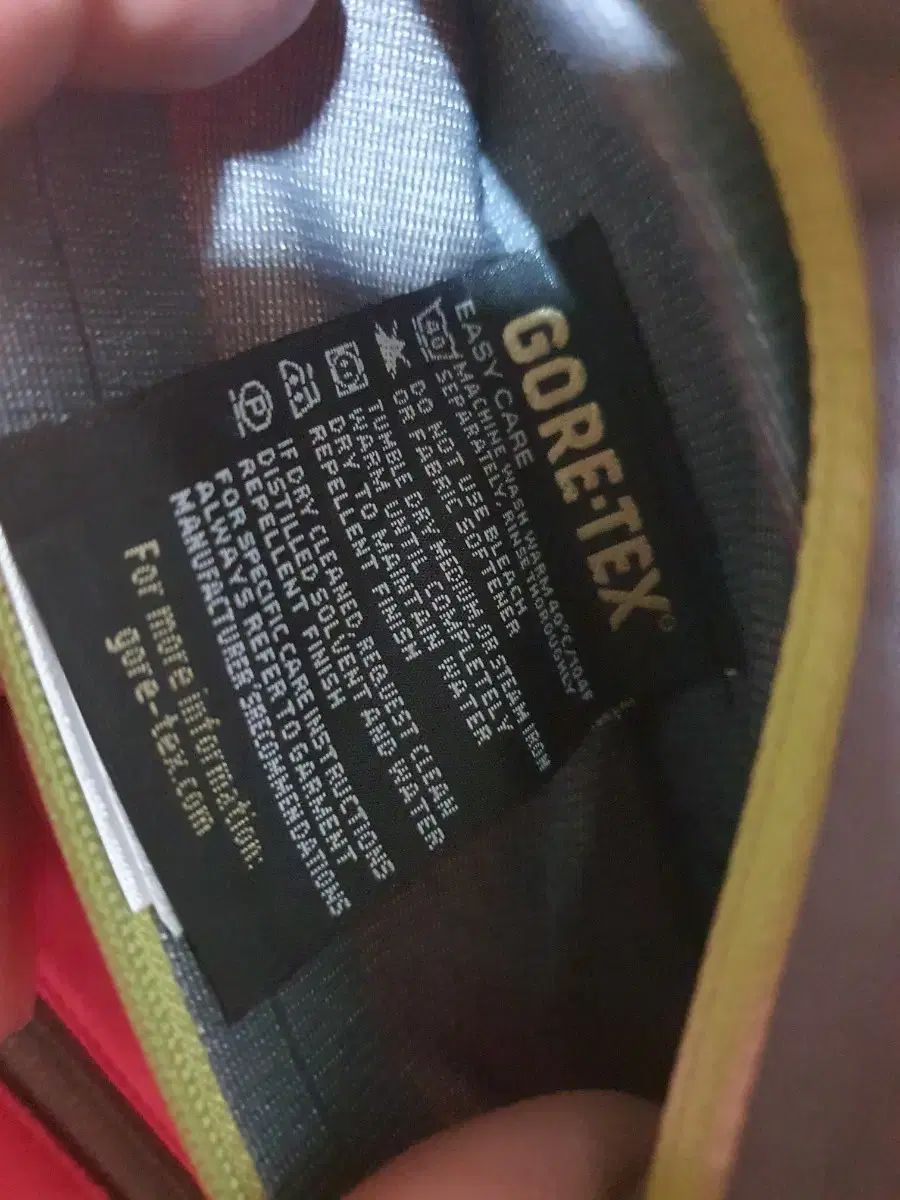 GORE-TEX®
EASY CARE
40
MACHINE WASH WARM 40°C/104F
SEPARATELY, RINSE THOROUGHLY
DO NOT USE BLEACH
OR FABRIC SOFTENER
TUMBLE DRY MEDIUM, OR STEAM IRON
WARM UNTIL COMPLETELY
DRY TO MAINTAIN WATER
REPELLENT FINISH
P
IF DRY CLEANED, REQUEST CLEAN
DISTILLED SOLVENT AND WATER
REPELLENT FINISH
FOR SPECIFIC CARE INSTRUCTIONS
ALWAYS REFER TO GARMENT
MANUFACTURER'S RECOMMENDATIONS
For more information:
gore-tex.com